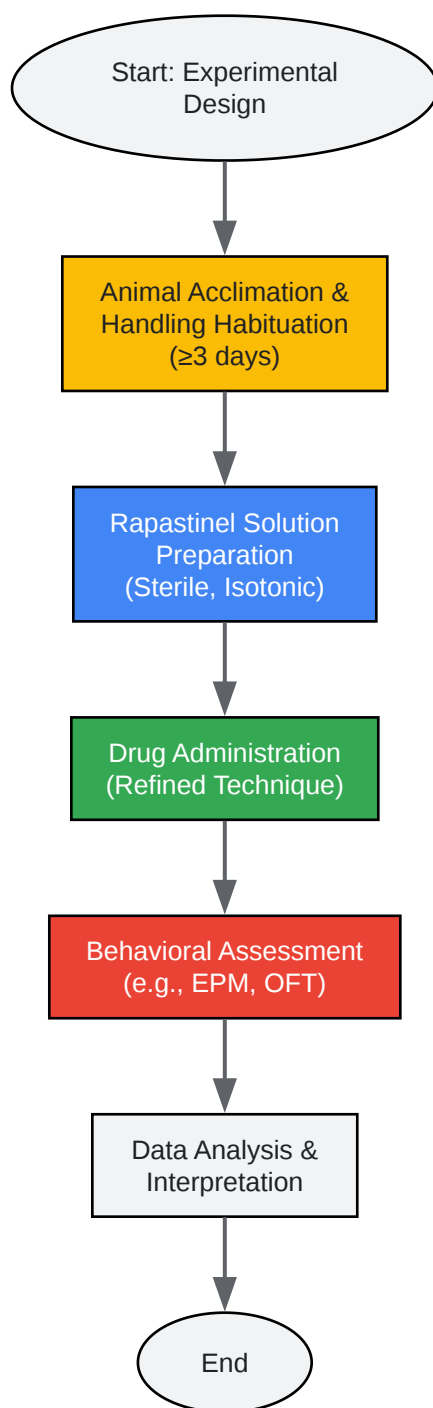 Start: Experimental
Design
Animal Acclimation &
Handling Habituation
(≥3 days)
Rapastinel Solution
Preparation
(Sterile, Isotonic)
Drug Administration
(Refined Technique)
Behavioral Assessment
(e.g., EPM, OFT)
Data Analysis &
Interpretation
End